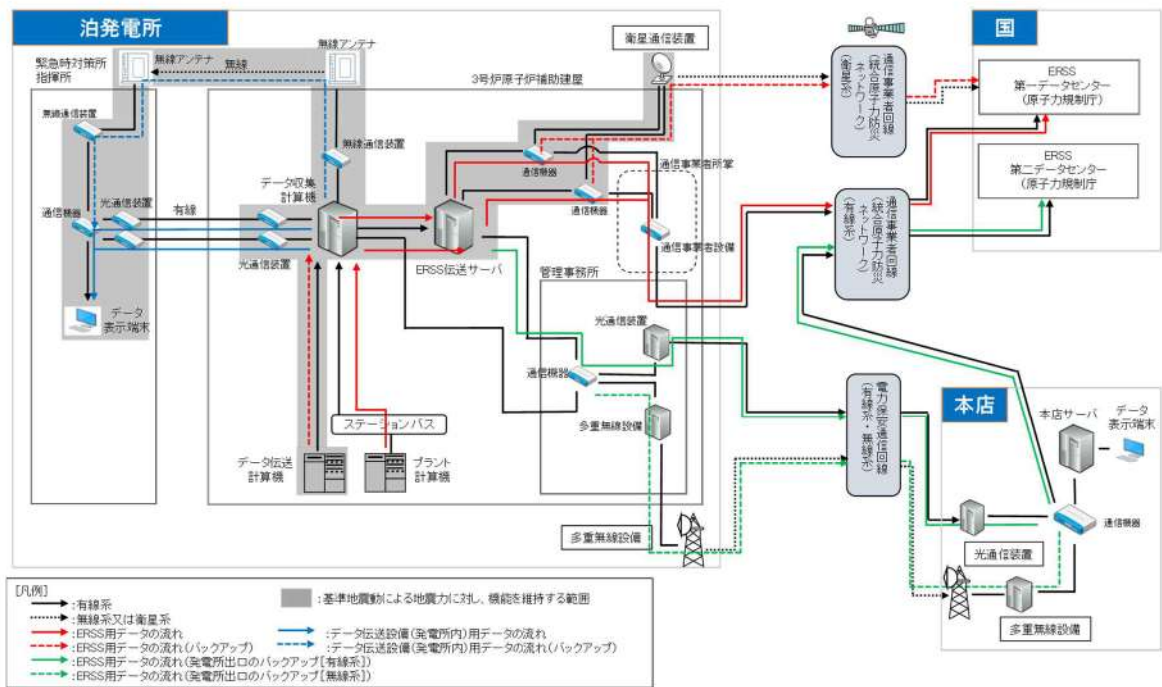 泊発電所
国
緊急時対策所
指揮所
無線アンテナ
無線
無線アンテナ
3号炉原子炉補助建屋
衛星通信装置
通信事業者回線
(統合原子力防災
ネットワーク)
(衛星系)
ERSS
第一データセンター
(原子力規制庁)
ERSS
第二データセンター
(原子力規制庁)
無線通信装置
無線通信装置
データ収集
計算機
通信機器
通信機器
通信事業者所掌
通信事業者設備
通信事業者回線
(統合原子力防災
ネットワーク)
(有線系)
通信機器
光通信装置
有線
光通信装置
ERSS伝送サーバ
管理事務所
データ
表示端末
光通信装置
通信機器
多重無線設備
ステーションバス
データ伝送
計算機
プラント
計算機
多重無線設備
電力保安通信回線
(有線系・無線系)
本店
本店サーバ
データ
表示端末
通信機器
光通信装置
多重無線設備
[凡例]
:有線系
:無線系又は衛星系
:ERSS用データの流れ
:ERSS用データの流れ(バックアップ)
:ERSS用データの流れ(発電所出口のバックアップ[有線系])
:ERSS用データの流れ(発電所出口のバックアップ[無線系])
:基準地震動による地震力に対し、機能を維持する範囲
:データ伝送設備(発電所内)用データの流れ
:データ伝送設備(発電所内)用データの流れ(バックアップ)